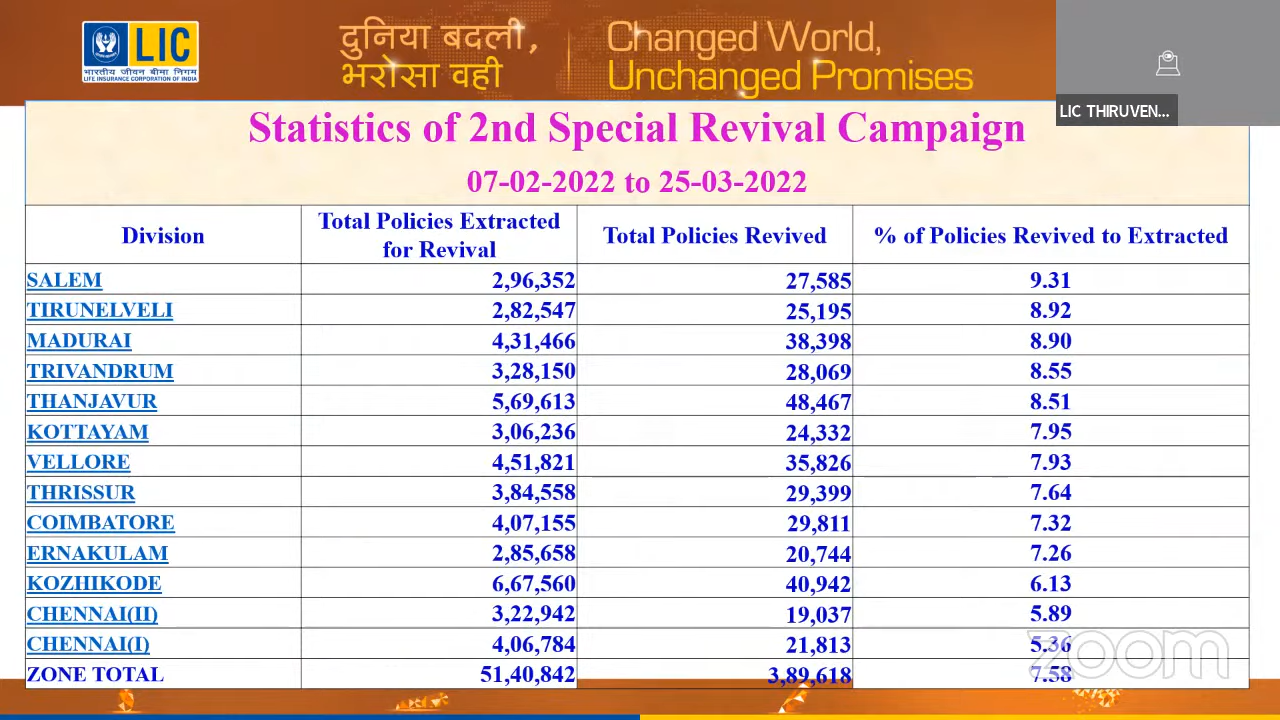 LIC
भारतीय जीवन बीमा निगम
LIFE INSURANCE CORPORATION OF INDIA
दुनिया बदली,
भरोसा वही
Changed World,
Unchanged Promises
LIC THIRUVEN...
Statistics of 2nd Special Revival Campaign
07-02-2022 to 25-03-2022
Division Total Policies Extracted for Revival Total Policies Revived % of Policies Revived to Extracted
SALEM 2,96,352 27,585 9.31
TIRUNELVELI 2,82,547 25,195 8.92
MADURAI 4,31,466 38,398 8.90
TRIVANDRUM 3,28,150 28,069 8.55
THANJAVUR 5,69,613 48,467 8.51
KOTTAYAM 3,06,236 24,332 7.95
VELLORE 4,51,821 35,826 7.93
THRISSUR 3,84,558 29,399 7.64
COIMBATORE 4,07,155 29,811 7.32
ERNAKULAM 2,85,658 20,744 7.26
KOZHIKODE 6,67,560 40,942 6.13
CHENNAI(II) 3,22,942 19,037 5.89
CHENNAI(I) 4,06,784 21,813 5.36
ZONE TOTAL 51,40,842 3,89,618 7.58
zoom